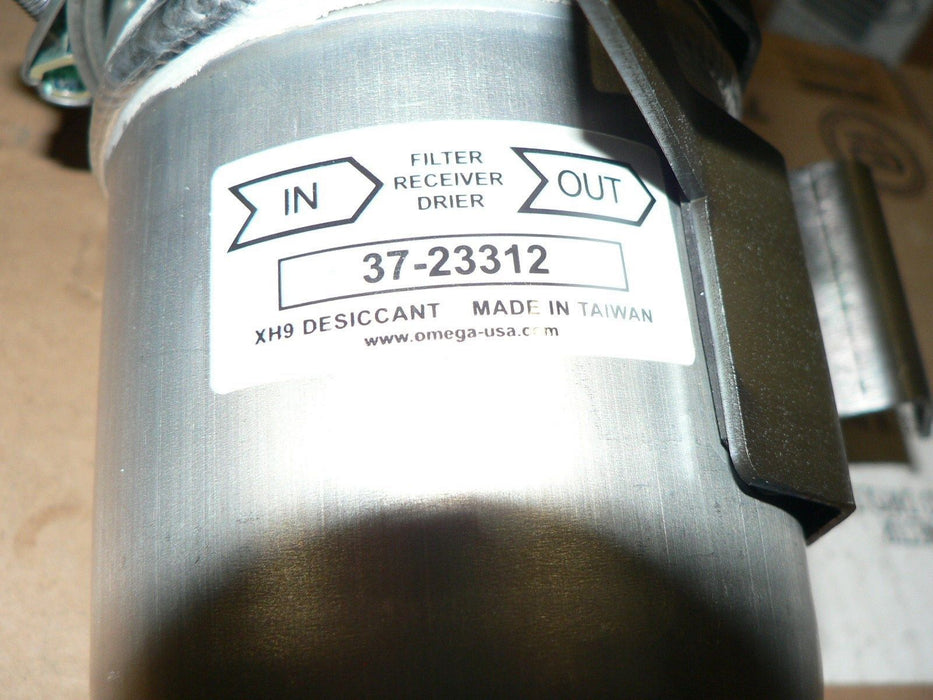 IN
FILTER
RECEIVER
DRIER
OUT
37-23312
XH9 DESICCANT MADE IN TAIWAN
www.omega-usa.com